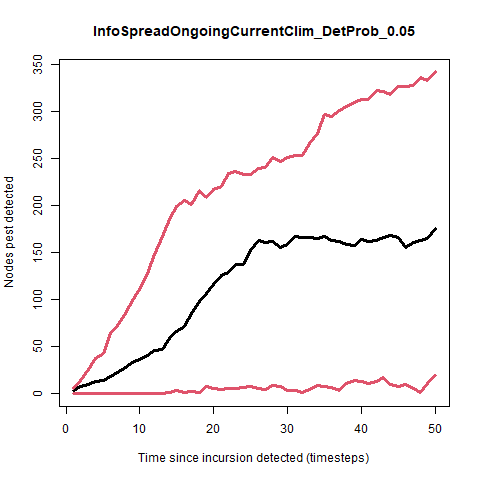 InfoSpreadOngoingCurrentClim_DetProb_0.05
Nodes pest detected
350
300
250
200
150
100
50
0
0 10 20 30 40 50
Time since incursion detected (timesteps)